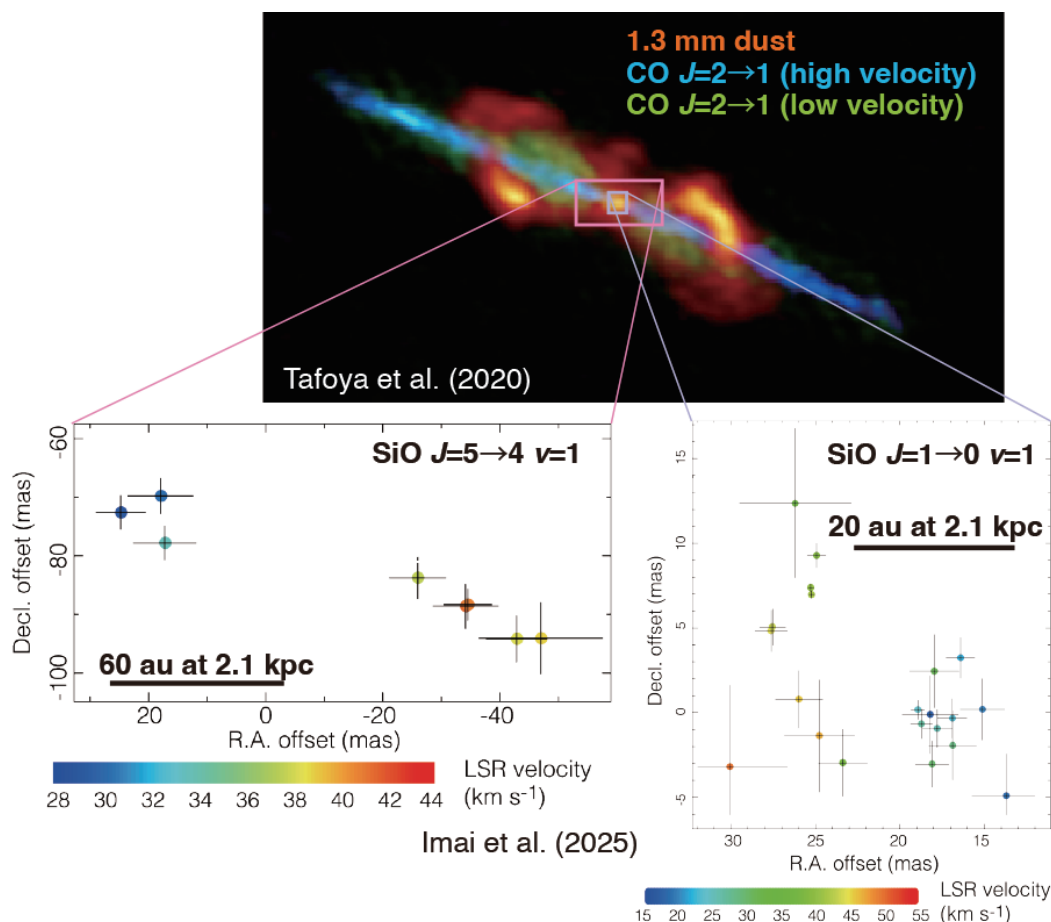 1.3 mm dust
CO J=2→1 (high velocity)
CO J=2→1 (low velocity)
Tafoya et al. (2020)
SiO J=5→4 v=1
-60
-80
-100
Decl. offset (mas)
60 au at 2.1 kpc
20 0 -20 -40
R.A. offset (mas)
28 30 32 34 36 38 40 42 44
LSR velocity
(km s-1)
SiO J=1→0 v=1
20 au at 2.1 kpc
15
10
5
0
-5
Decl. offset (mas)
30 25 20 15
R.A. offset (mas)
15 20 25 30 35 40 45 50 55
LSR velocity
(km s-1)
Imai et al. (2025)